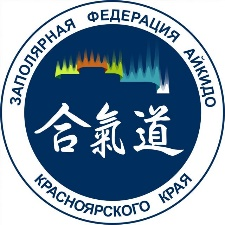 ЗАПОЛЯРНАЯ ФЕДЕРАЦИЯ АЙКИДО
合氣道
КРАСНОЯРСКОГО КРАЯ